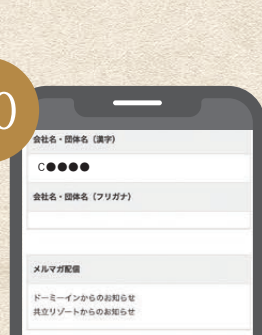 0
会社名・団体名（漢字）
C●●●●
会社名・団体名（フリガナ）
メルマガ配信
ドーミーインからのお知らせ
共立リゾートからのお知らせ